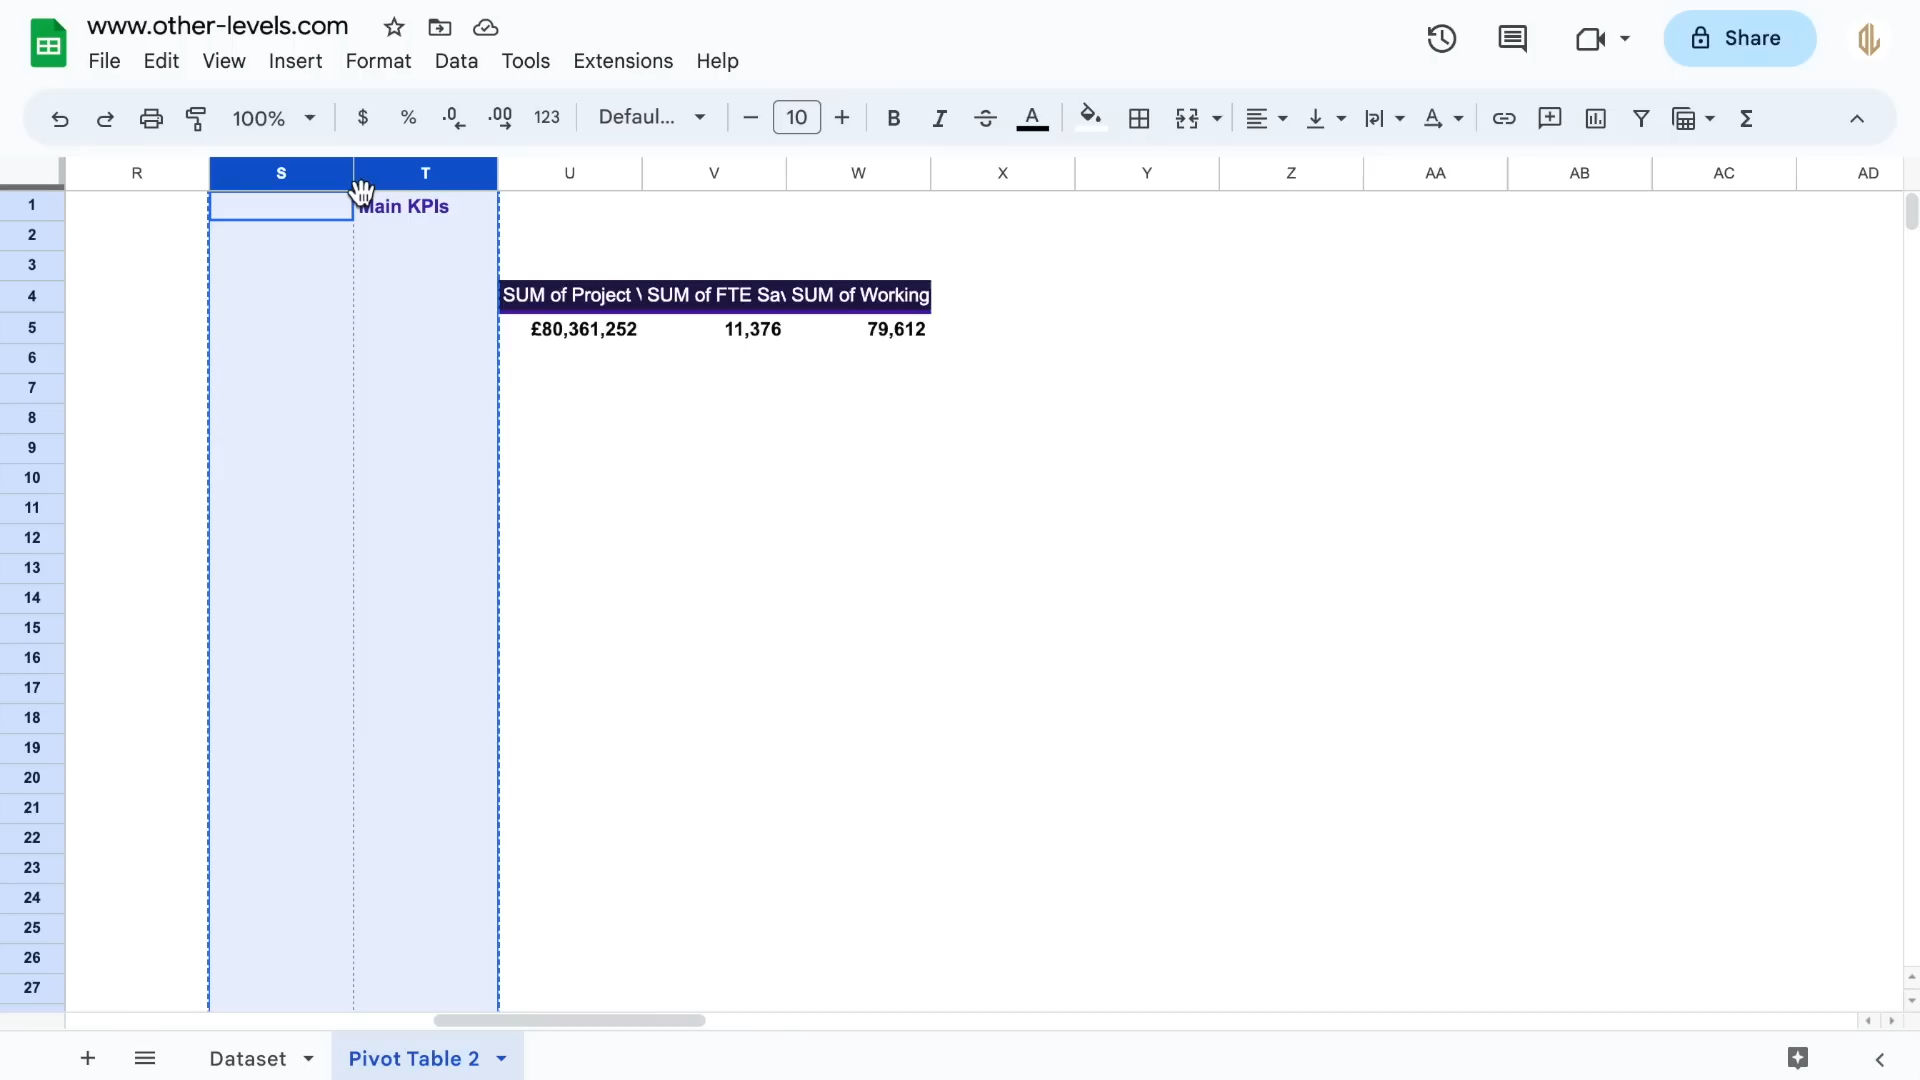 www.other-levels.com
File Edit View Insert Format Data Tools Extensions Help
Share
100% $ % .0 .00 123 Defaul... 10 B I A A
R S T U V W X Y Z AA AB AC AD
1 Main KPIs
2
3
4 SUM of Project V SUM of FTE Sav SUM of Working
5 £80,361,252 11,376 79,612
6
7
8
9
10
11
12
13
14
15
16
17
18
19
20
21
22
23
24
25
26
27
Dataset Pivot Table 2